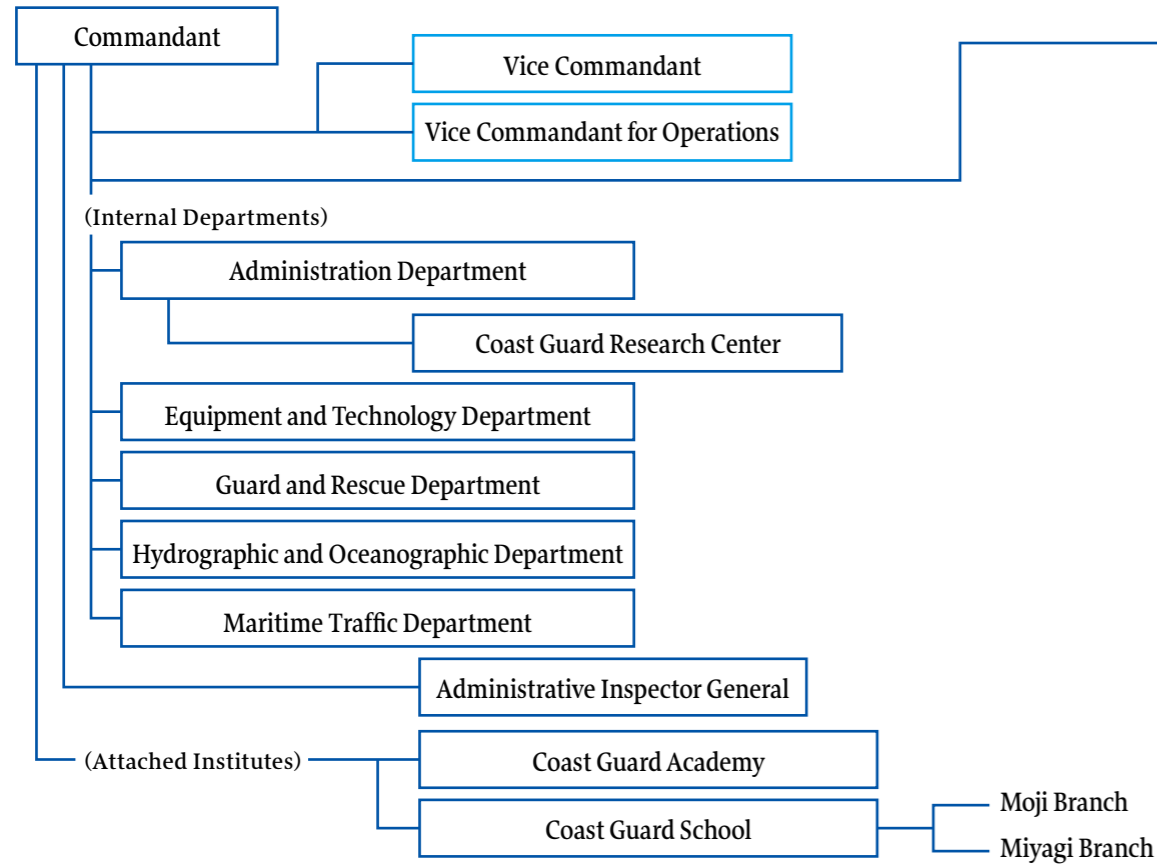 Commandant
Vice Commandant
Vice Commandant for Operations
(Internal Departments)
Administration Department
Coast Guard Research Center
Equipment and Technology Department
Guard and Rescue Department
Hydrographic and Oceanographic Department
Maritime Traffic Department
Administrative Inspector General
(Attached Institutes)
Coast Guard Academy
Coast Guard School
Moji Branch
Miyagi Branch